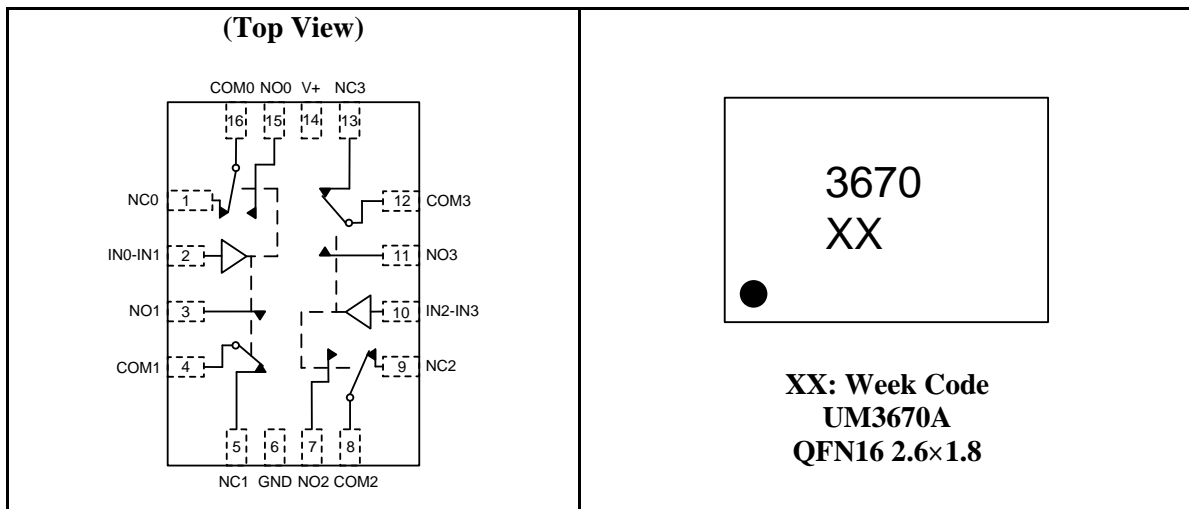 (Top View)
COM0 NO0 V+ NC3
16 15 14 13
NC0 1 12 COM3
IN0-IN1 2 11 NO3
NO1 3 10 IN2-IN3
COM1 4 9 NC2
5 6 7 8
NC1 GND NO2 COM2
3670
XX
XX: Week Code
UM3670A
QFN16 2.6×1.8